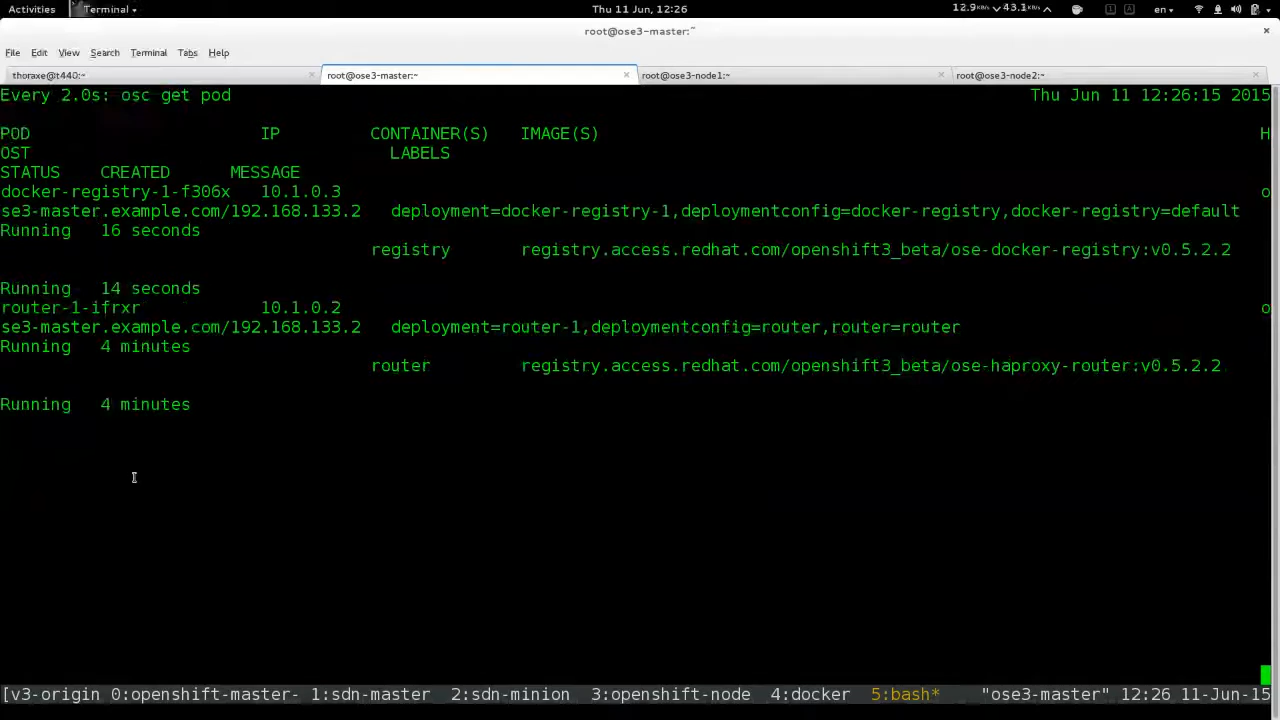 Activities Terminal Thu 11 Jun, 12:26 12.9KB/s 43.1KB/s en
root@ose3-master:~
File Edit View Search Terminal Tabs Help
thoraxe@t440:~ root@ose3-master:~ root@ose3-node1:~ root@ose3-node2:~
Every 2.0s: osc get pod Thu Jun 11 12:26:15 2015
POD IP CONTAINER(S) IMAGE(S) H
OST LABELS
STATUS CREATED MESSAGE
docker-registry-1-f306x 10.1.0.3 o
se3-master.example.com/192.168.133.2 deployment=docker-registry-1,deploymentconfig=docker-registry,docker-registry=default
Running 16 seconds
registry registry.access.redhat.com/openshift3_beta/ose-docker-registry:v0.5.2.2
Running 14 seconds
router-1-ifrxr 10.1.0.2 o
se3-master.example.com/192.168.133.2 deployment=router-1,deploymentconfig=router,router=router
Running 4 minutes
router registry.access.redhat.com/openshift3_beta/ose-haproxy-router:v0.5.2.2
Running 4 minutes
[v3-origin 0:openshift-master- 1:sdn-master 2:sdn-minion 3:openshift-node 4:docker 5:bash* "ose3-master" 12:26 11-Jun-15